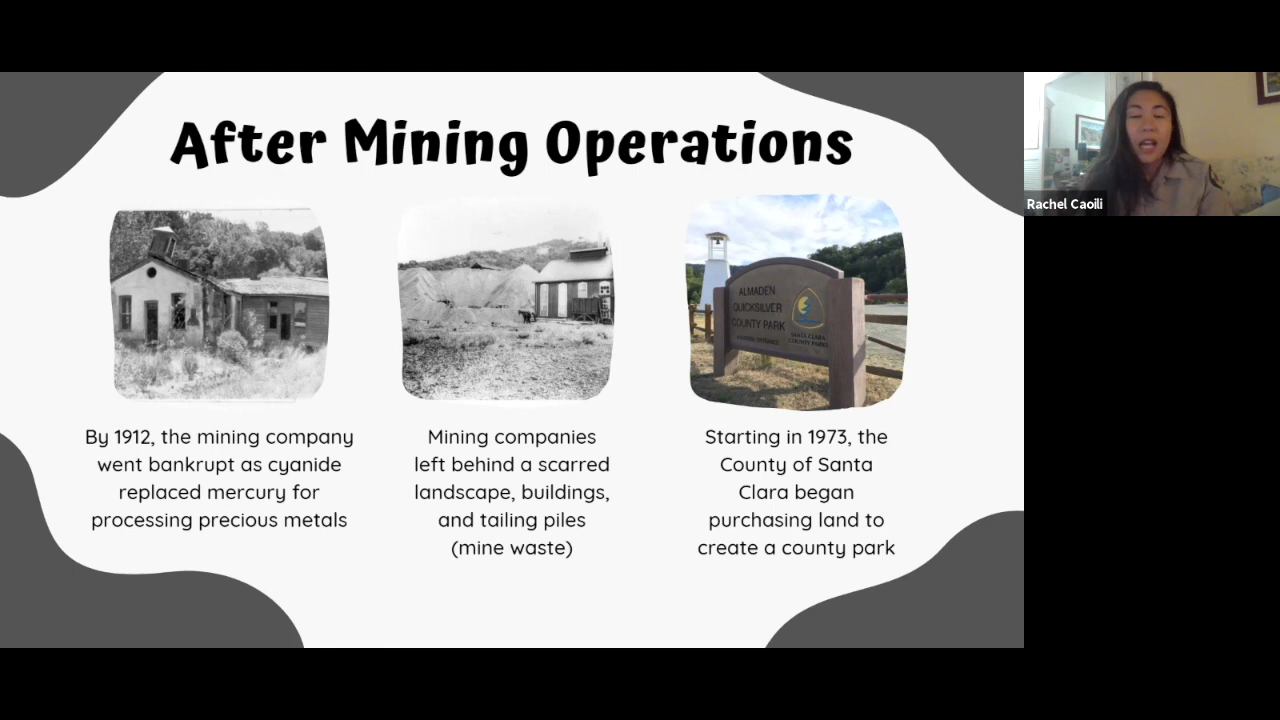 After Mining Operations
ALMADEN
QUICKSILVER
COUNTY PARK
SANTA CLARA
COUNTY PARKS
By 1912, the mining company
went bankrupt as cyanide
replaced mercury for
processing precious metals
Mining companies
left behind a scarred
landscape, buildings,
and tailing piles
(mine waste)
Starting in 1973, the
County of Santa
Clara began
purchasing land to
create a county park
Rachel Caoili